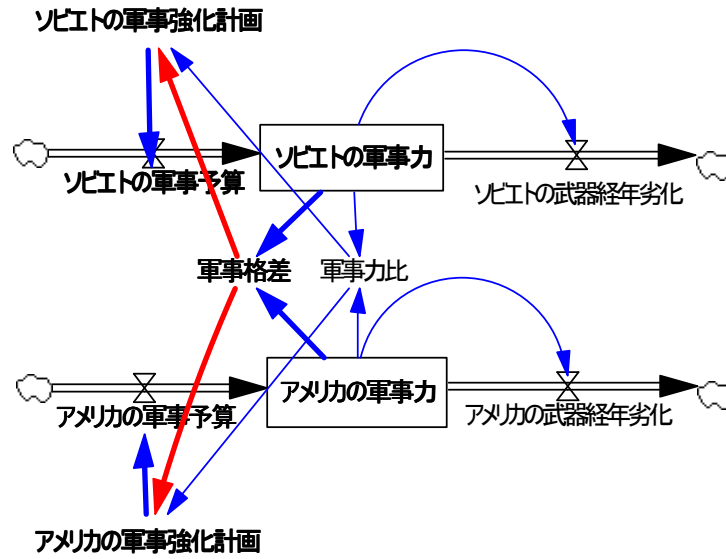 ソビエトの軍事強化計画
ソビエトの軍事力
ソビエトの軍事予算
ソビエトの武器経年劣化
軍事格差
軍事力比
アメリカの軍事力
アメリカの軍事予算
アメリカの武器経年劣化
アメリカの軍事強化計画